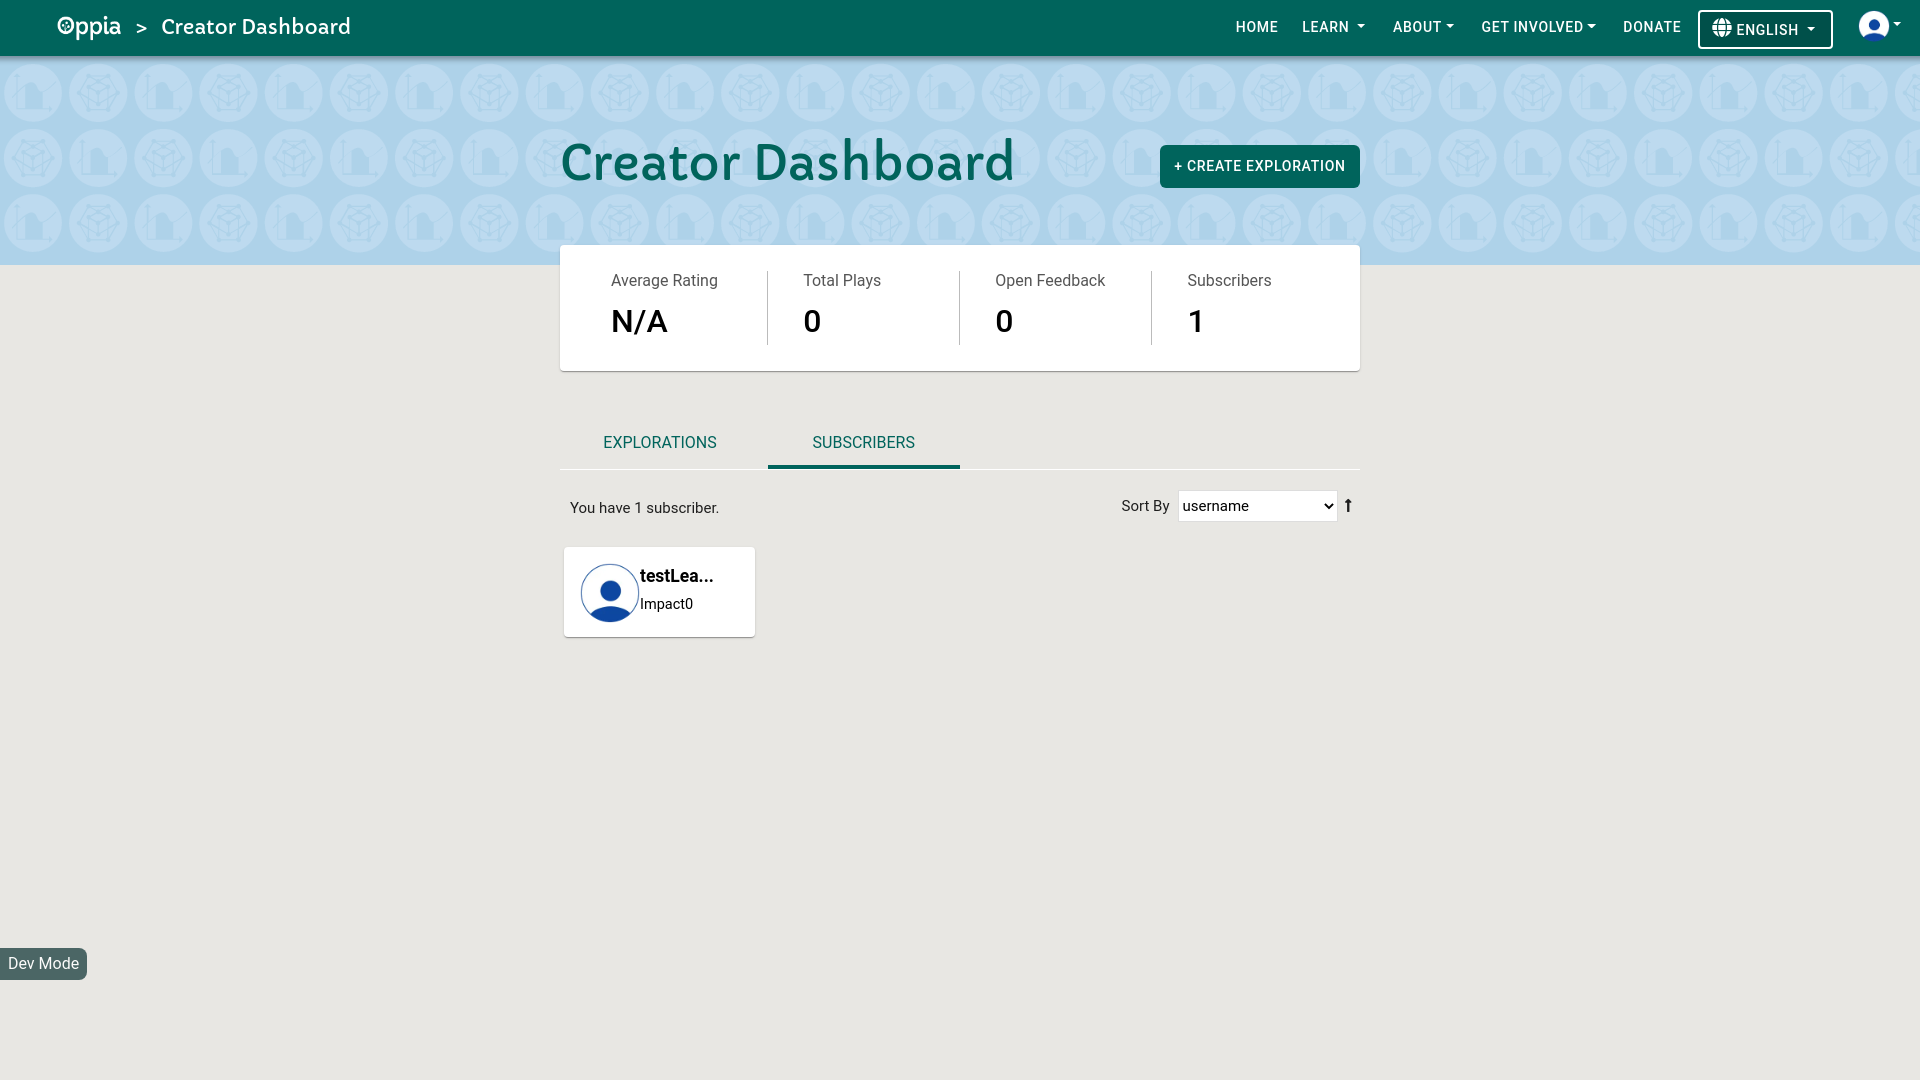 Oppia > Creator Dashboard HOME LEARN ABOUT GET INVOLVED DONATE ENGLISH
Creator Dashboard
+ CREATE EXPLORATION
Average Rating Total Plays Open Feedback Subscribers
N/A 0 0 1
EXPLORATIONS SUBSCRIBERS
You have 1 subscriber. Sort By username
testLea...
Impact0
Dev Mode